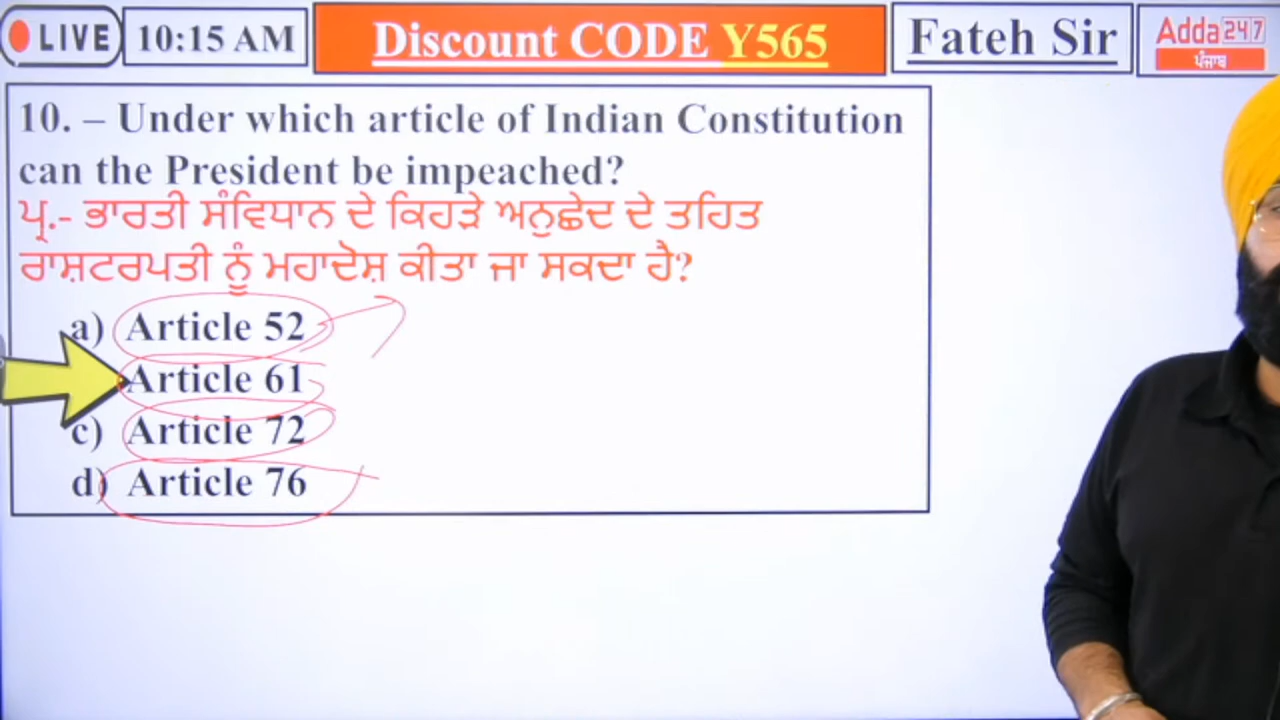 LIVE
10:15 AM
Discount CODE Y565
Fateh Sir
Adda247
ਪੰਜਾਬ
10. – Under which article of Indian Constitution
can the President be impeached?
ਪ੍ਰ.- ਭਾਰਤੀ ਸੰਵਿਧਾਨ ਦੇ ਕਿਹੜੇ ਅਨੁਛੇਦ ਦੇ ਤਹਿਤ
ਰਾਸ਼ਟਰਪਤੀ ਨੂੰ ਮਹਾਦੋਸ਼ ਕੀਤਾ ਜਾ ਸਕਦਾ ਹੈ?
a) Article 52
Article 61
c) Article 72
d) Article 76